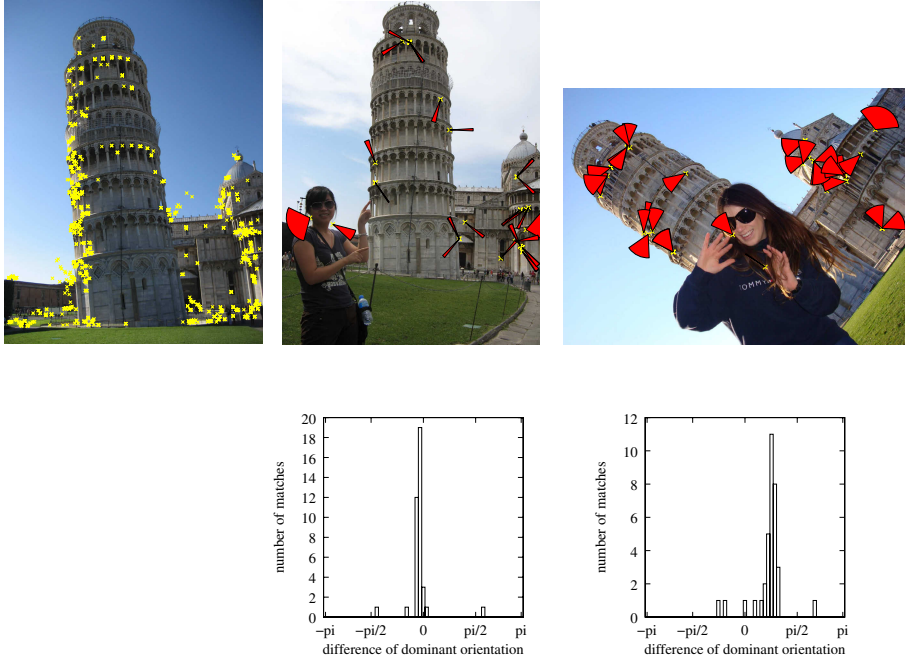 TOMMY
20
18
16
14
12
10
8
6
4
2
0
number of matches
−pi −pi/2 0 pi/2 pi
difference of dominant orientation
12
10
8
6
4
2
0
number of matches
−pi −pi/2 0 pi/2 pi
difference of dominant orientation